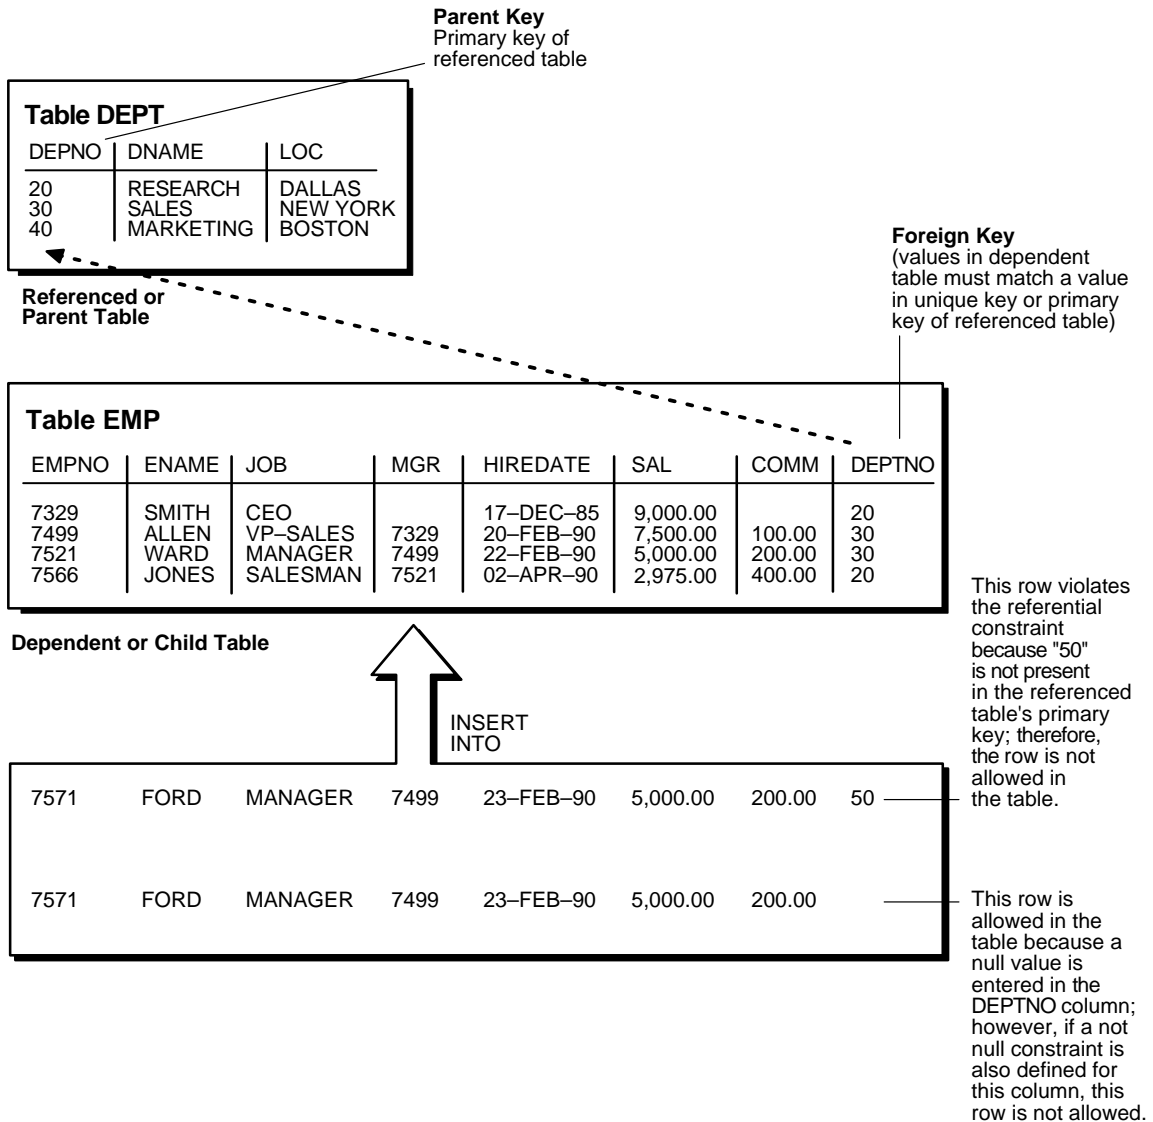 Parent Key
Primary key of
referenced table
Table DEPT
DEPNO DNAME LOC
20 RESEARCH DALLAS
30 SALES NEW YORK
40 MARKETING BOSTON
Referenced or
Parent Table
Foreign Key
(values in dependent
table must match a value
in unique key or primary
key of referenced table)
Table EMP
EMPNO ENAME JOB MGR HIREDATE SAL COMM DEPTNO
7329 SMITH CEO 17–DEC–85 9,000.00 20
7499 ALLEN VP–SALES 7329 20–FEB–90 7,500.00 100.00 30
7521 WARD MANAGER 7499 22–FEB–90 5,000.00 200.00 30
7566 JONES SALESMAN 7521 02–APR–90 2,975.00 400.00 20
Dependent or Child Table
INSERT
INTO
This row violates
the referential
constraint
because "50"
is not present
in the referenced
table's primary
key; therefore,
the row is not
allowed in
the table.
7571 FORD MANAGER 7499 23–FEB–90 5,000.00 200.00 50
7571 FORD MANAGER 7499 23–FEB–90 5,000.00 200.00
This row is
allowed in the
table because a
null value is
entered in the
DEPTNO column;
however, if a not
null constraint is
also defined for
this column, this
row is not allowed.